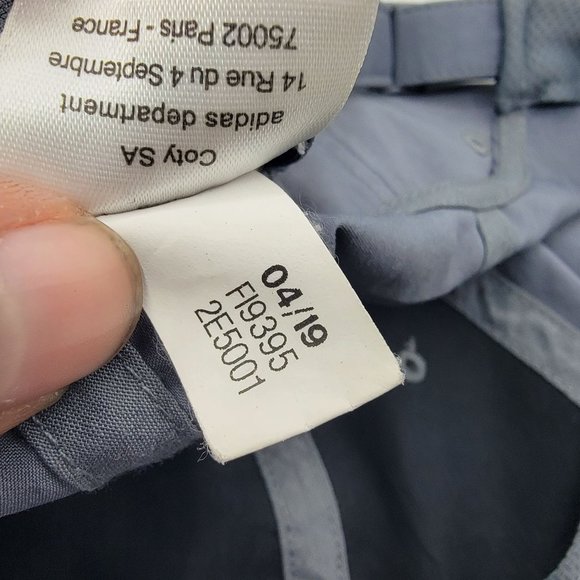 Coty SA
adidas department
14 Rue du 4 Septembre
75002 Paris - France
04/19
FI9395
2E5001